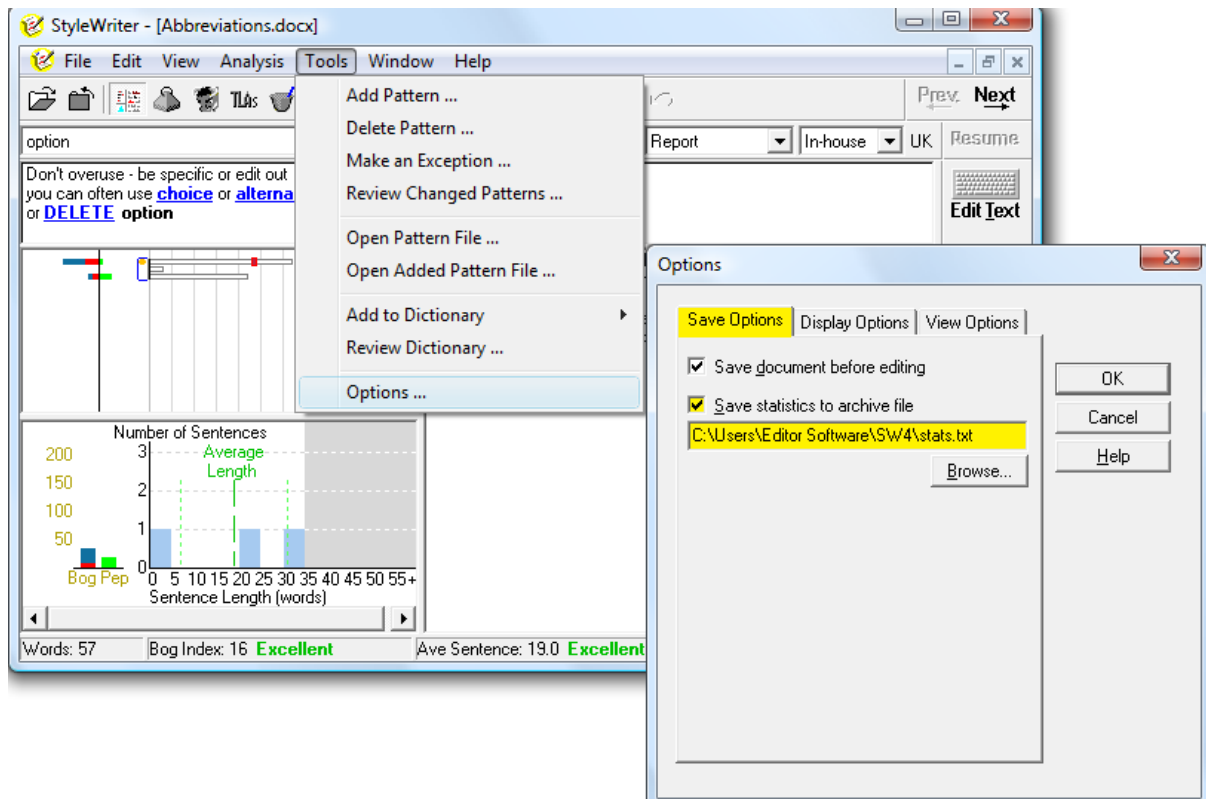 StyleWriter - [Abbreviations.docx]
File Edit View Analysis Tools Window Help
TLAs
Prev. Next
option
Report In-house UK Resume
Don't overuse - be specific or edit out
you can often use choice or alterna
or DELETE option
Edit Text
Add Pattern ...
Delete Pattern ...
Make an Exception ...
Review Changed Patterns ...
Open Pattern File ...
Open Added Pattern File ...
Add to Dictionary
Review Dictionary ...
Options ...
Number of Sentences
Average
Length
200
150
100
50
Bog Pep
3
2
1
0
0 5 10 15 20 25 30 35 40 45 50 55+
Sentence Length (words)
Words: 57 Bog Index: 16 Excellent Ave Sentence: 19.0 Excellent
Options
Save Options Display Options View Options
Save document before editing
Save statistics to archive file
C:\Users\Editor Software\SW4\stats.txt
Browse...
OK
Cancel
Help